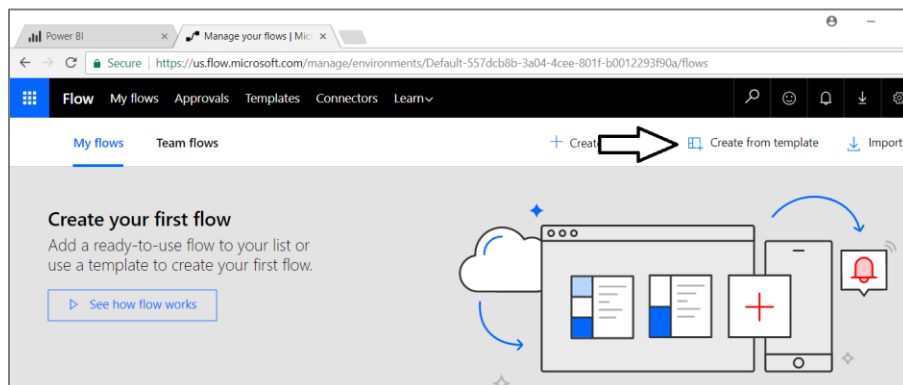 Power BI
Manage your flows | Mic
Secure https://us.flow.microsoft.com/manage/environments/Default-557dcb8b-3a04-4cee-801f-b0012293f90a/flows
Flow My flows Approvals Templates Connectors Learn
My flows Team flows Create from template Import
Create your first flow
Add a ready-to-use flow to your list or
use a template to create your first flow.
See how flow works